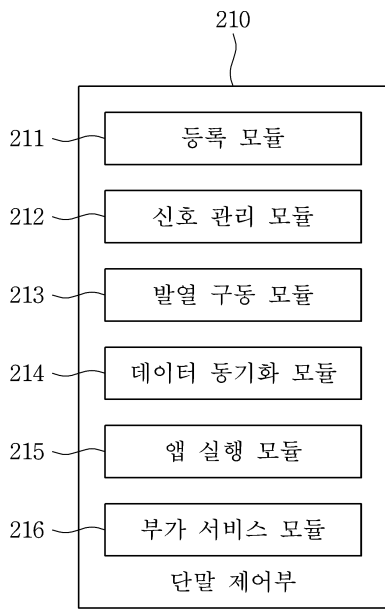 210
211 등록 모듈
212 신호 관리 모듈
213 발열 구동 모듈
214 데이터 동기화 모듈
215 앱 실행 모듈
216 부가 서비스 모듈
단말 제어부